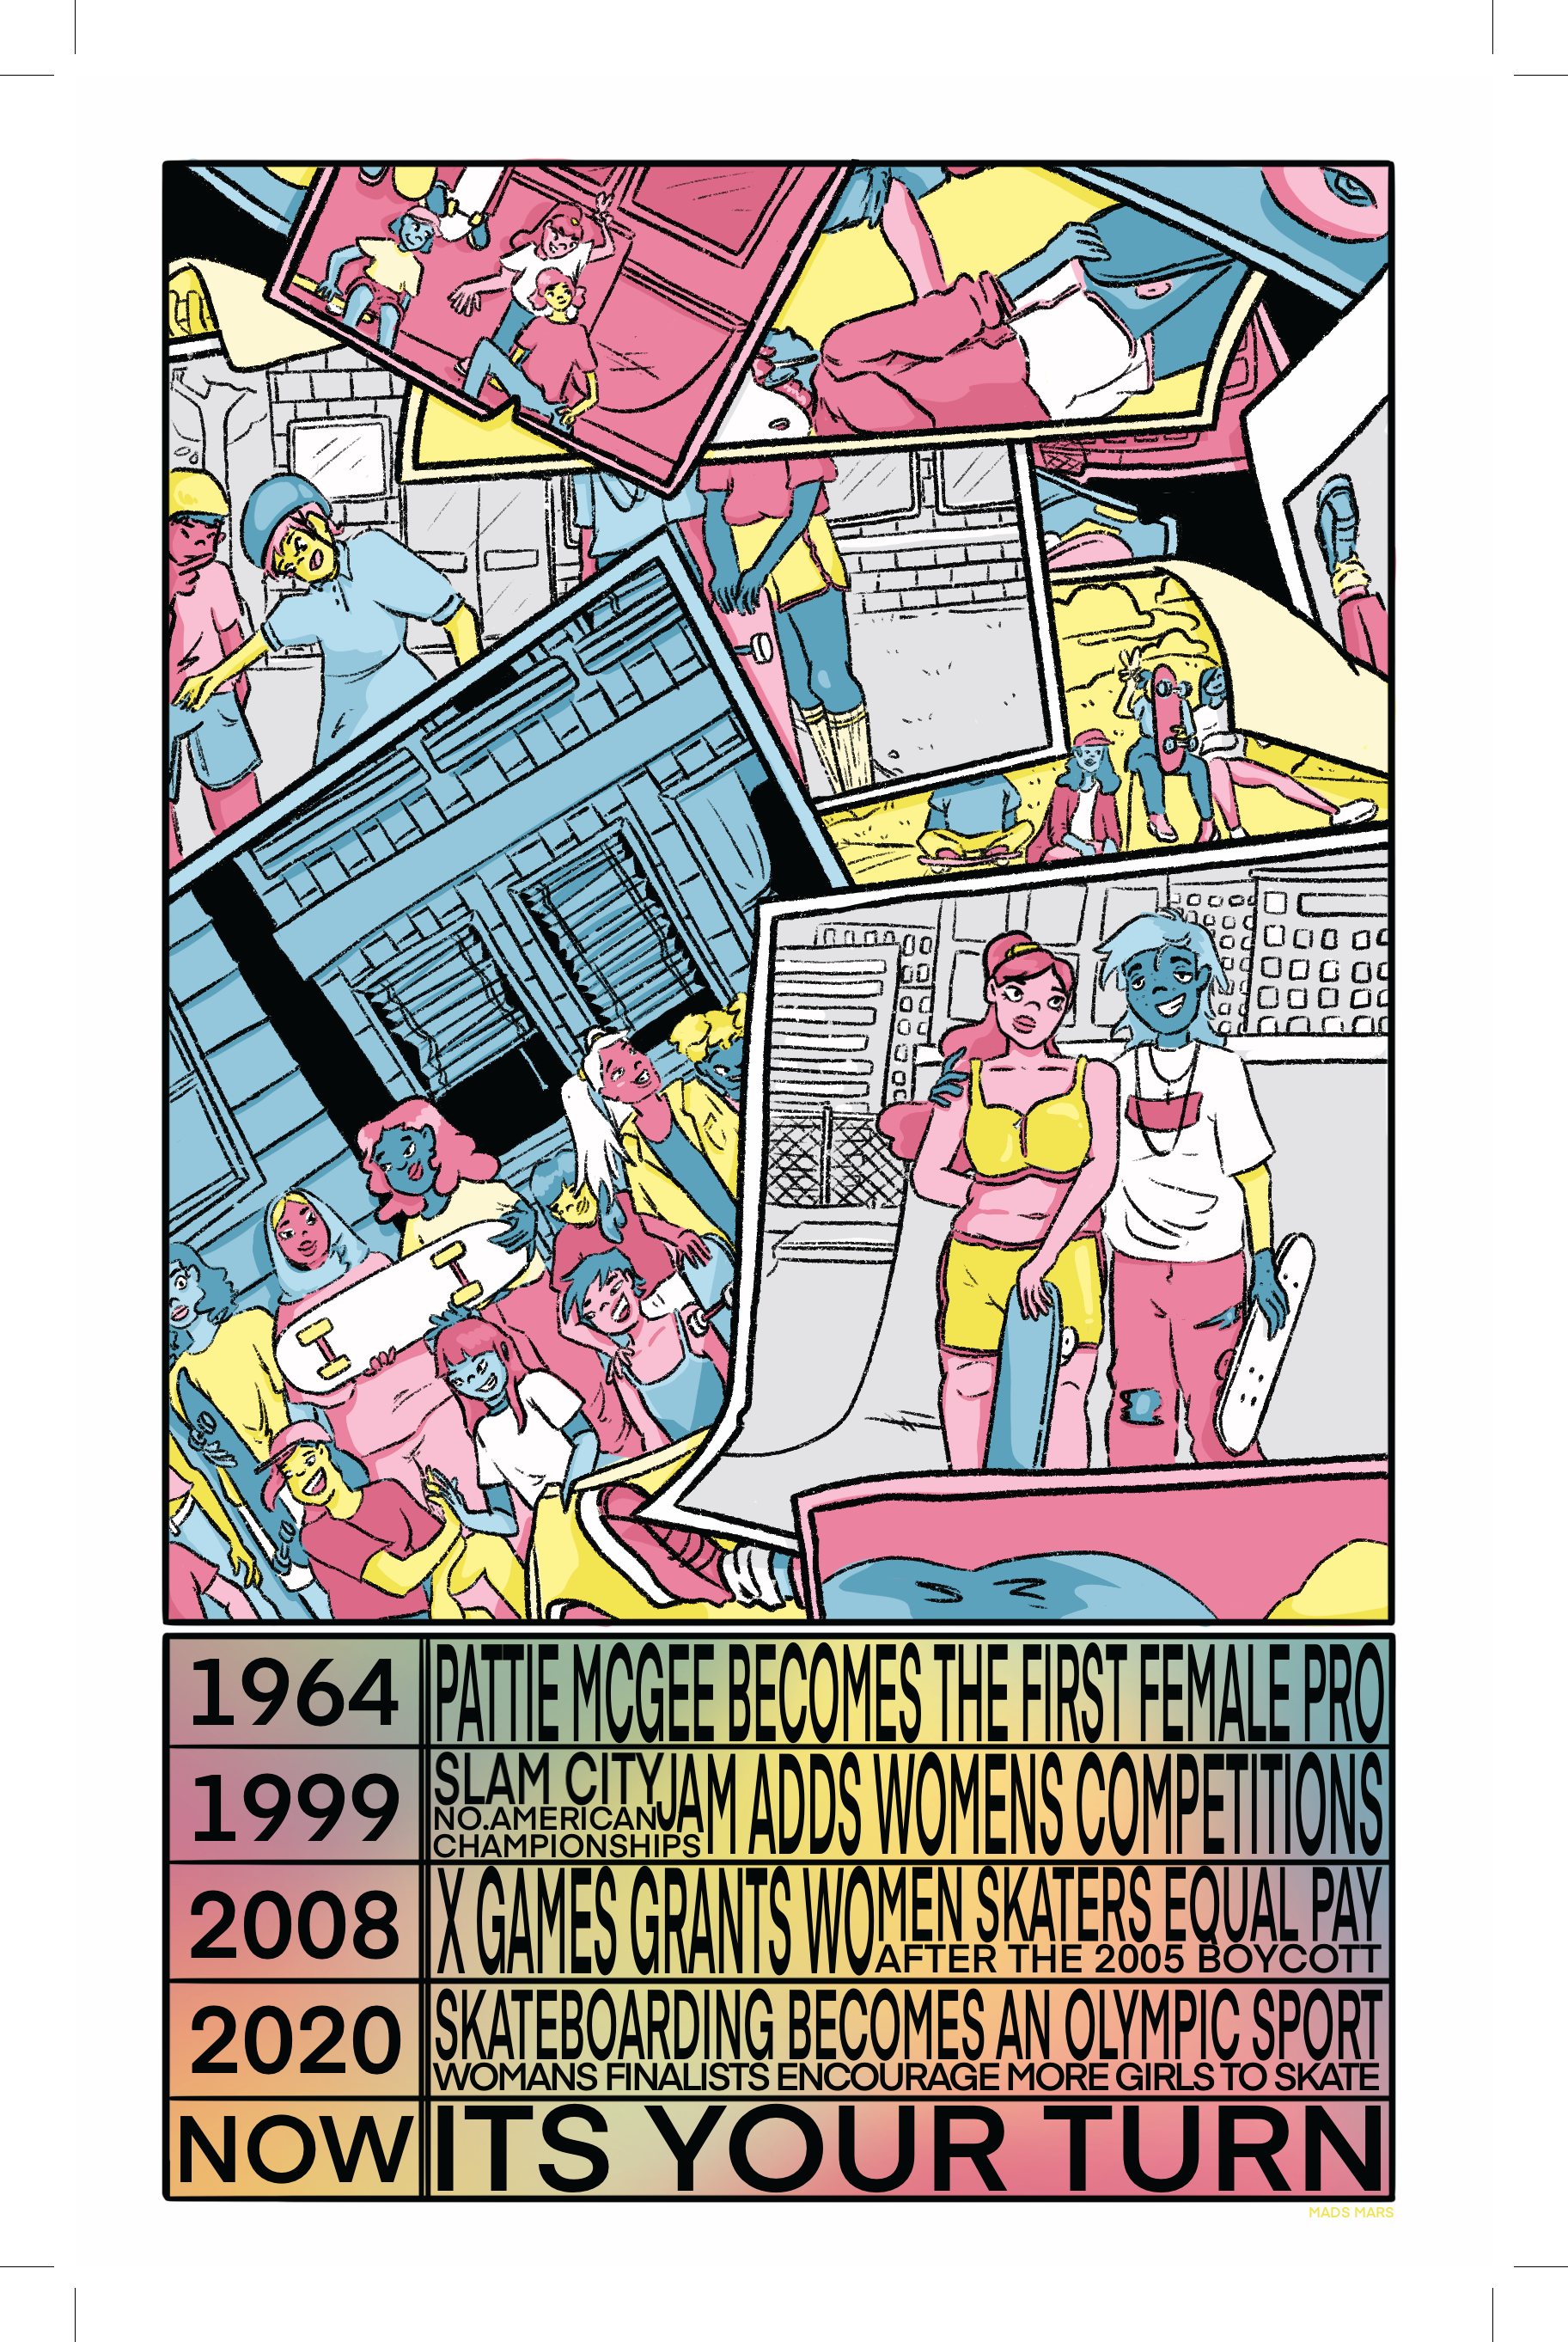 1964
PATTIE MCGEE BECOMES THE FIRST FEMALE PRO
1999
SLAM CITY JAM ADDS WOMENS COMPETITIONS
NO.AMERICAN
CHAMPIONSHIPS
2008
X GAMES GRANTS WOMEN SKATERS EQUAL PAY
AFTER THE 2005 BOYCOTT
2020
SKATEBOARDING BECOMES AN OLYMPIC SPORT
WOMANS FINALISTS ENCOURAGE MORE GIRLS TO SKATE
NOW
ITS YOUR TURN
MADS MARS